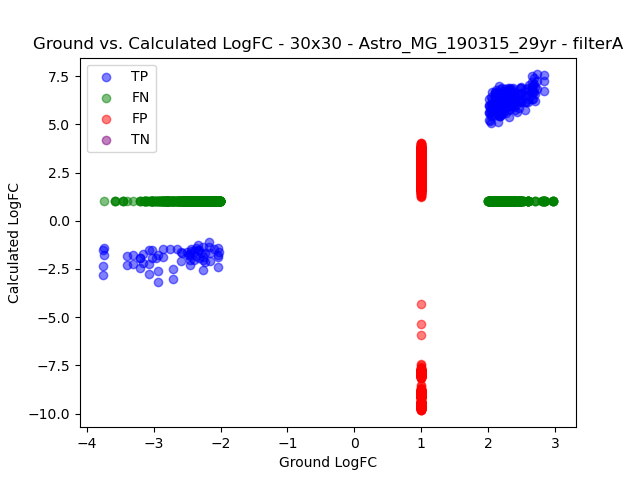 Ground vs. Calculated LogFC - 30x30 - Astro_MG_190315_29yr - filterA
TP
FN
FP
TN
7.5
5.0
2.5
0.0
−2.5
−5.0
−7.5
−10.0
Calculated LogFC
−4
−3
−2
−1
0
1
2
3
Ground LogFC